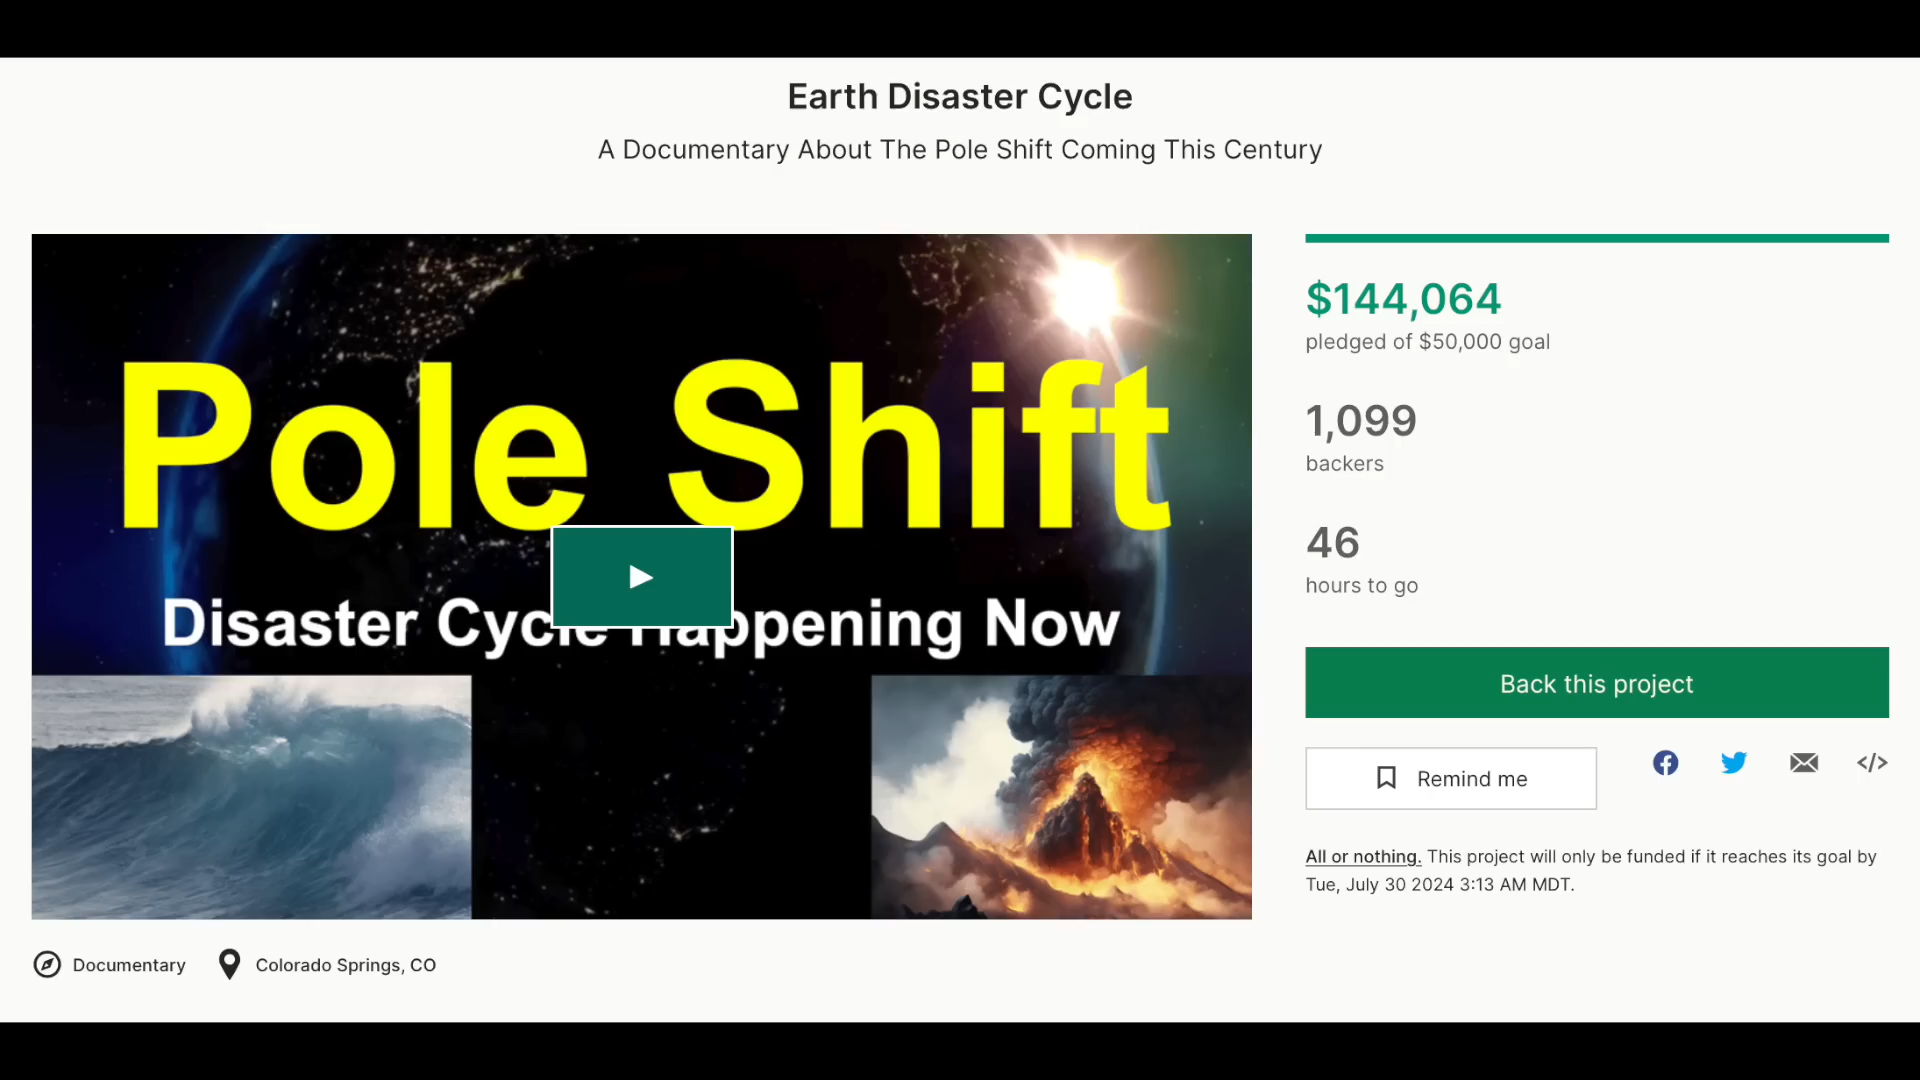 Earth Disaster Cycle
A Documentary About The Pole Shift Coming This Century
Pole Shift
Disaster Cycle Happening Now
$144,064
pledged of $50,000 goal
1,099
backers
46
hours to go
Back this project
Remind me
All or nothing. This project will only be funded if it reaches its goal by
Tue, July 30 2024 3:13 AM MDT.
Documentary
Colorado Springs, CO